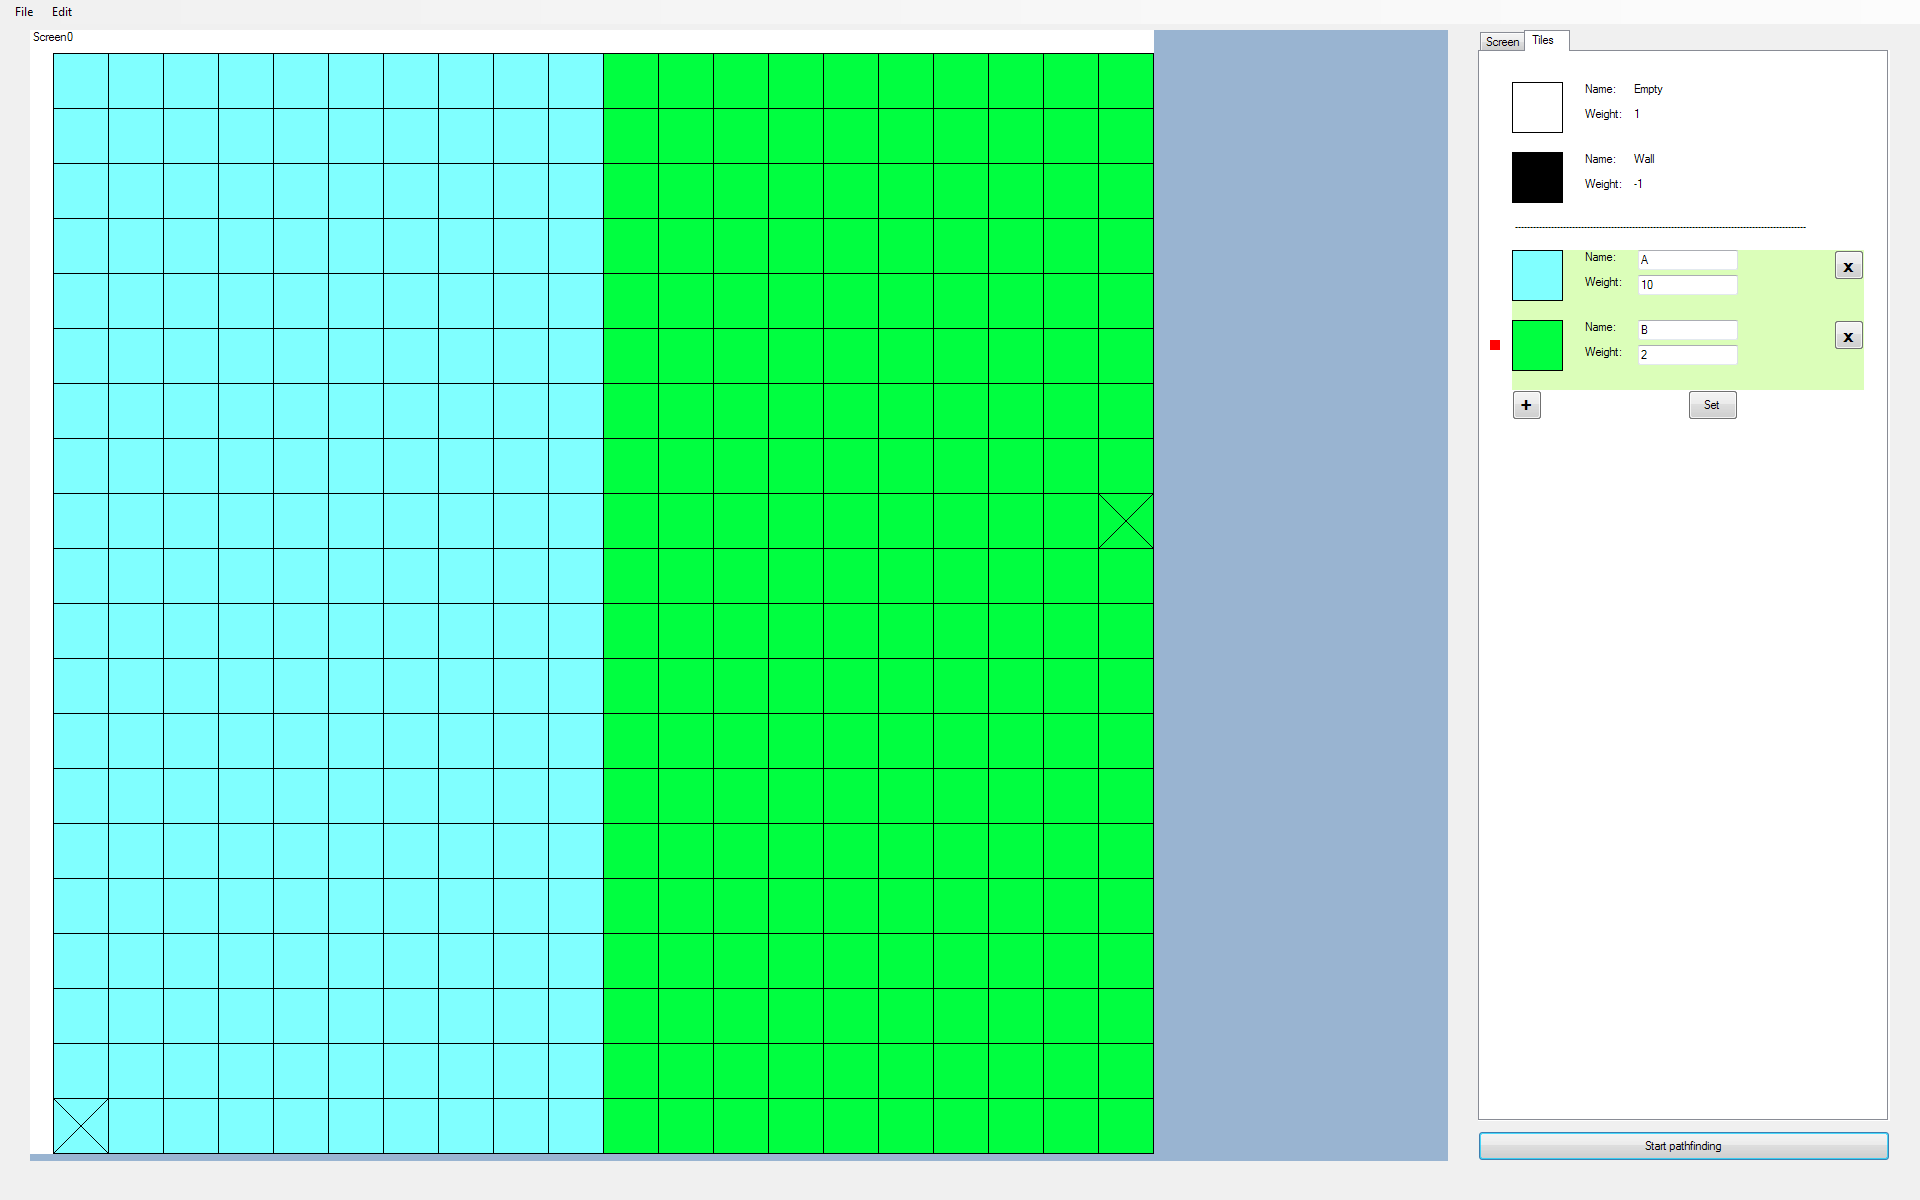 File Edit
Screen0
Screen Tiles
Name: Empty
Weight: 1
Name: Wall
Weight: -1
Name: A
x
Weight: 10
Name: B
x
Weight: 2
+ Set
Start pathfinding